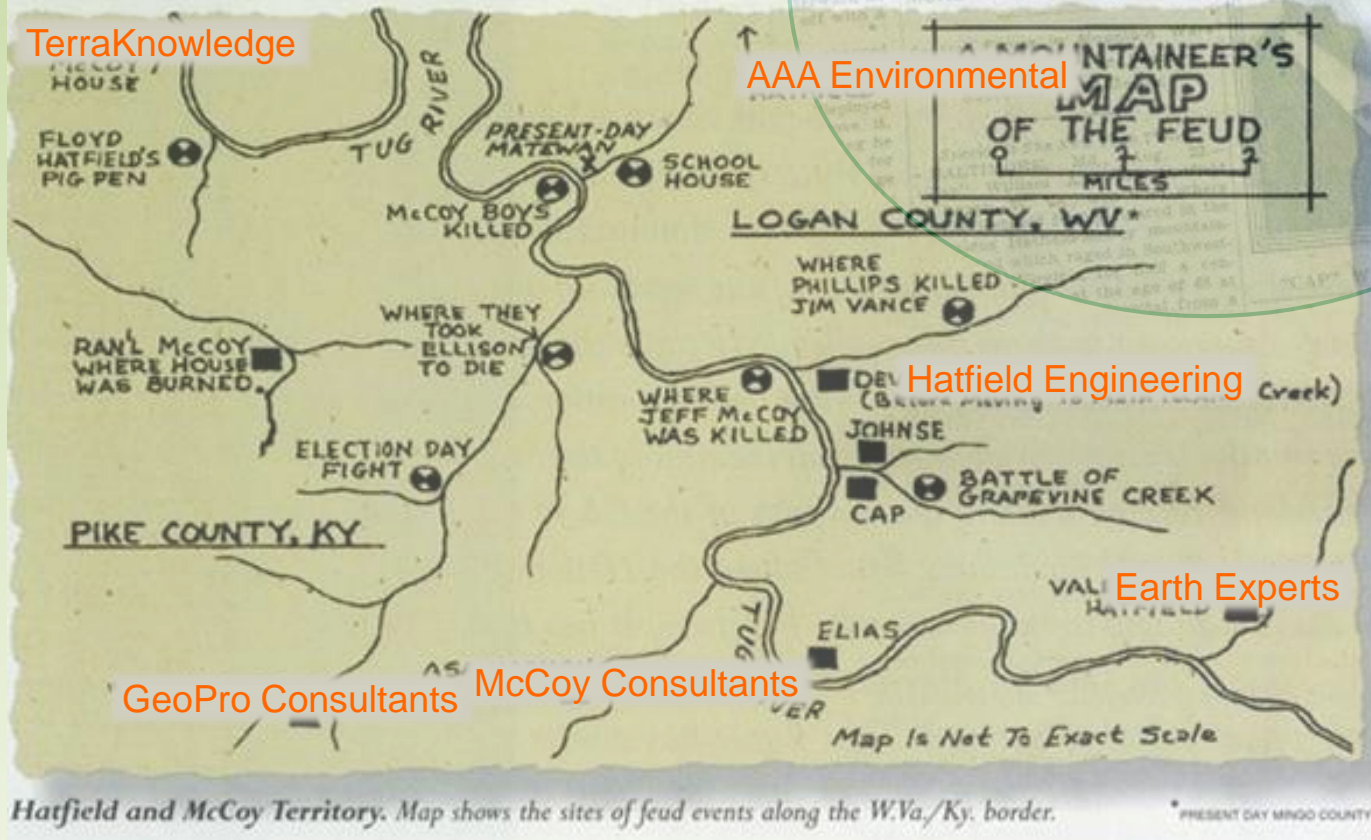 TerraKnowledge
HOUSE
FLOYD
HATFIELD'S
PIG PEN
TUG
RIVER
PRESENT-DAY
MATEWAN
X
SCHOOL
HOUSE
McCOY BOYS
KILLED
AAA Environmental
MOUNTAINEER'S
MAP
OF THE FEUD
MILES
LOGAN COUNTY, WV*
WHERE
PHILLIPS KILLED
JIM VANCE
WHERE THEY
TOOK
ELLISON
TO DIE
RAN'L McCOY
WHERE HOUSE
WAS BURNED.
WHERE
JEFF McCOY
WAS KILLED
Hatfield Engineering
Creek)
JOHNSE
ELECTION DAY
FIGHT
BATTLE OF
GRAPEVINE CREEK
CAP
PIKE COUNTY, KY
Earth Experts
HATFIELD
TUG
ELIAS
McCoy Consultants
GeoPro Consultants
Map Is Not To Exact Scale
Hatfield and McCoy Territory. Map shows the sites of feud events along the W.Va./Ky. border.
*PRESENT DAY MINGO